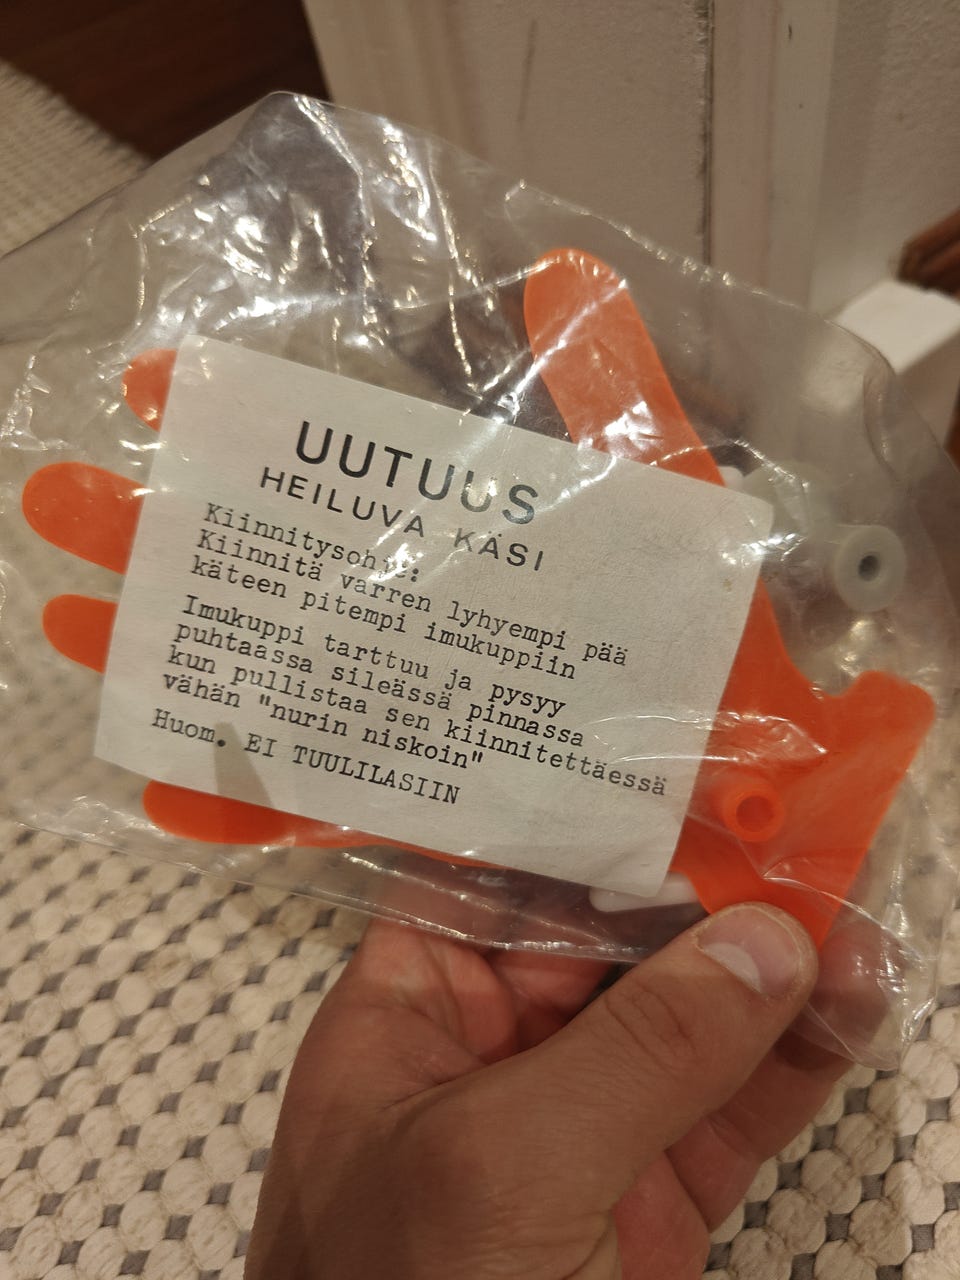 UUTUUS
HEILUVA KÄSI
Kiinnitysohje:
Kiinnitä varren lyhyempi pää
käteen pitempi imukuppiin
Imukuppi tarttuu ja pysyy
puhtaassa sileässä pinnassa
kun pullistaa sen kiinnitettäessä
vähän "nurin niskoin"
Huom. EI TUULILASIIN